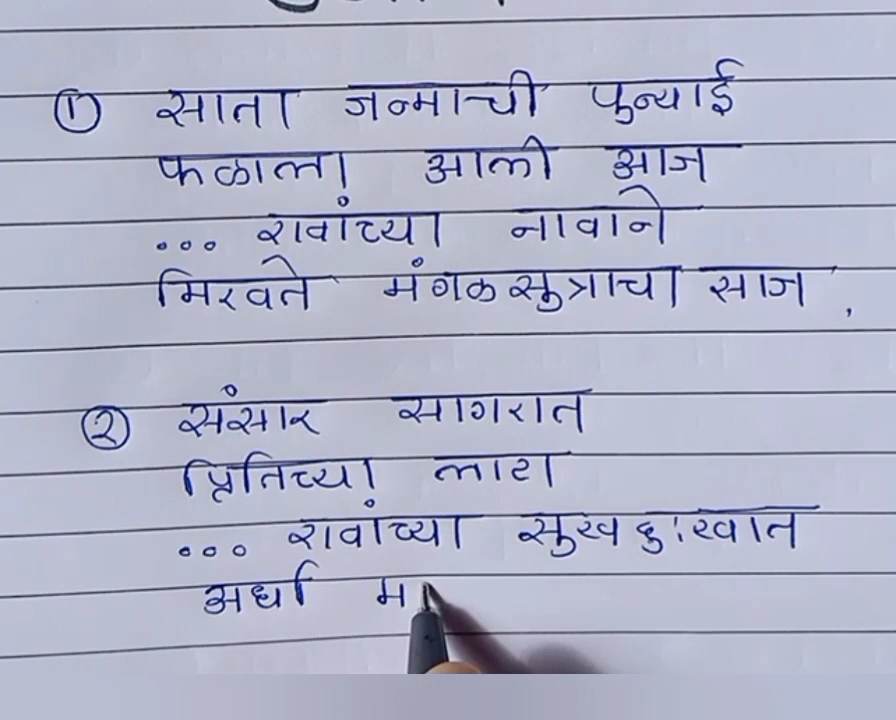 ① साता जन्माची पुन्याई
फळाला आली आज
... रावांच्या नावाने
मिरवते मंगळसुत्राचा साज,
② संसार सागरात
प्रितिच्या लाटा
... रावांच्या सुखदुःखात
अर्धा म